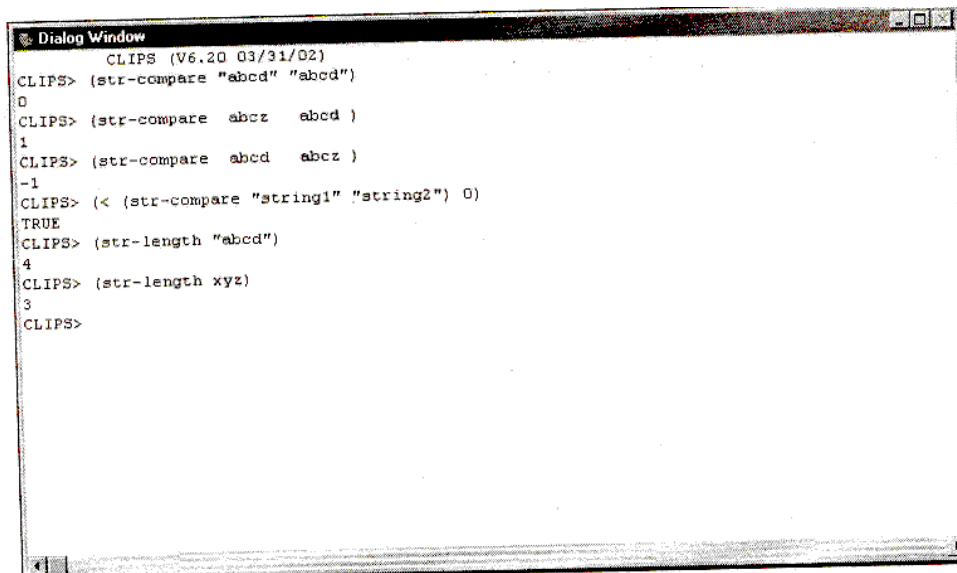 Dialog Window
CLIPS (V6.20 03/31/02)
CLIPS> (str-compare "abcd" "abcd")
0
CLIPS> (str-compare abcz abcd )
1
CLIPS> (str-compare abcd abcz )
-1
CLIPS> (< (str-compare "string1" "string2") 0)
TRUE
CLIPS> (str-length "abcd")
4
CLIPS> (str-length xyz)
3
CLIPS>